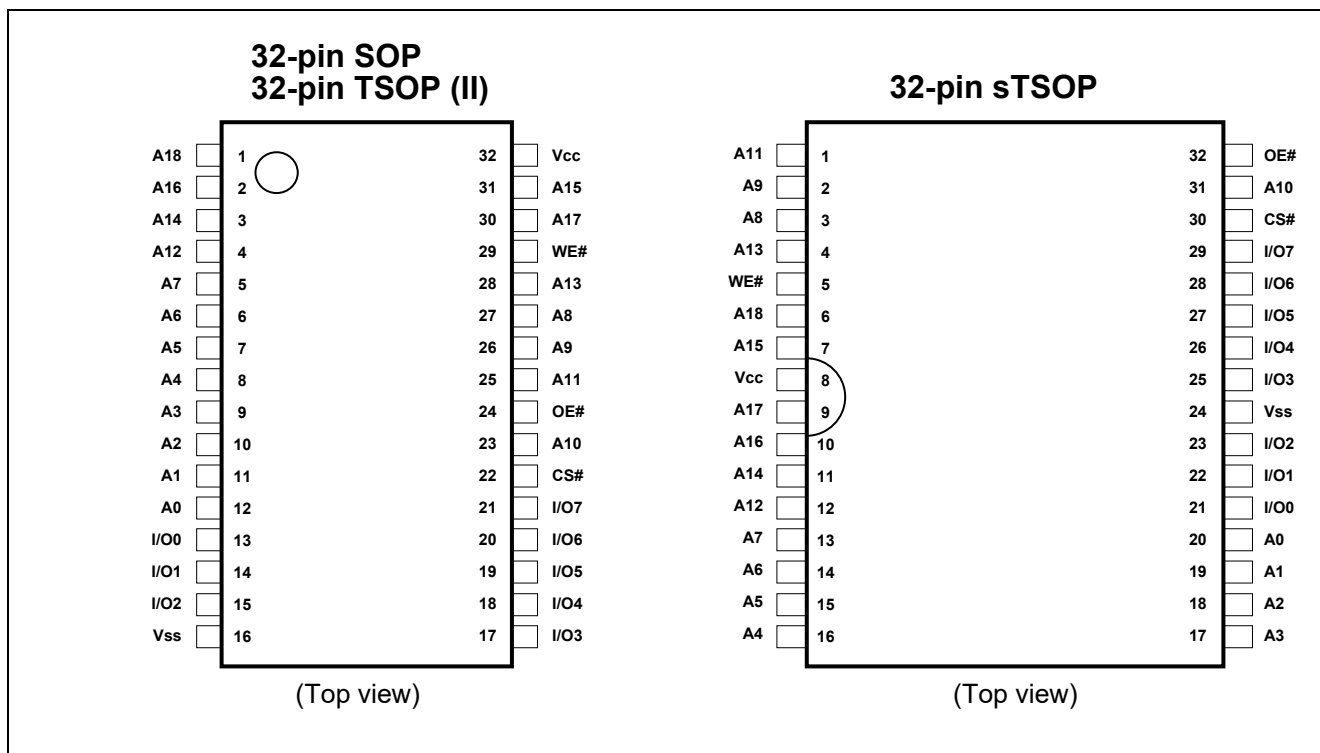 32-pin SOP
32-pin TSOP (II)
A18 1 32 Vcc
A16 2 31 A15
A14 3 30 A17
A12 4 29 WE#
A7 5 28 A13
A6 6 27 A8
A5 7 26 A9
A4 8 25 A11
A3 9 24 OE#
A2 10 23 A10
A1 11 22 CS#
A0 12 21 I/O7
I/O0 13 20 I/O6
I/O1 14 19 I/O5
I/O2 15 18 I/O4
Vss 16 17 I/O3
(Top view)
32-pin sTSOP
A11 1 32 OE#
A9 2 31 A10
A8 3 30 CS#
A13 4 29 I/O7
WE# 5 28 I/O6
A18 6 27 I/O5
A15 7 26 I/O4
Vcc 8 25 I/O3
A17 9 24 Vss
A16 10 23 I/O2
A14 11 22 I/O1
A12 12 21 I/O0
A7 13 20 A0
A6 14 19 A1
A5 15 18 A2
A4 16 17 A3
(Top view)